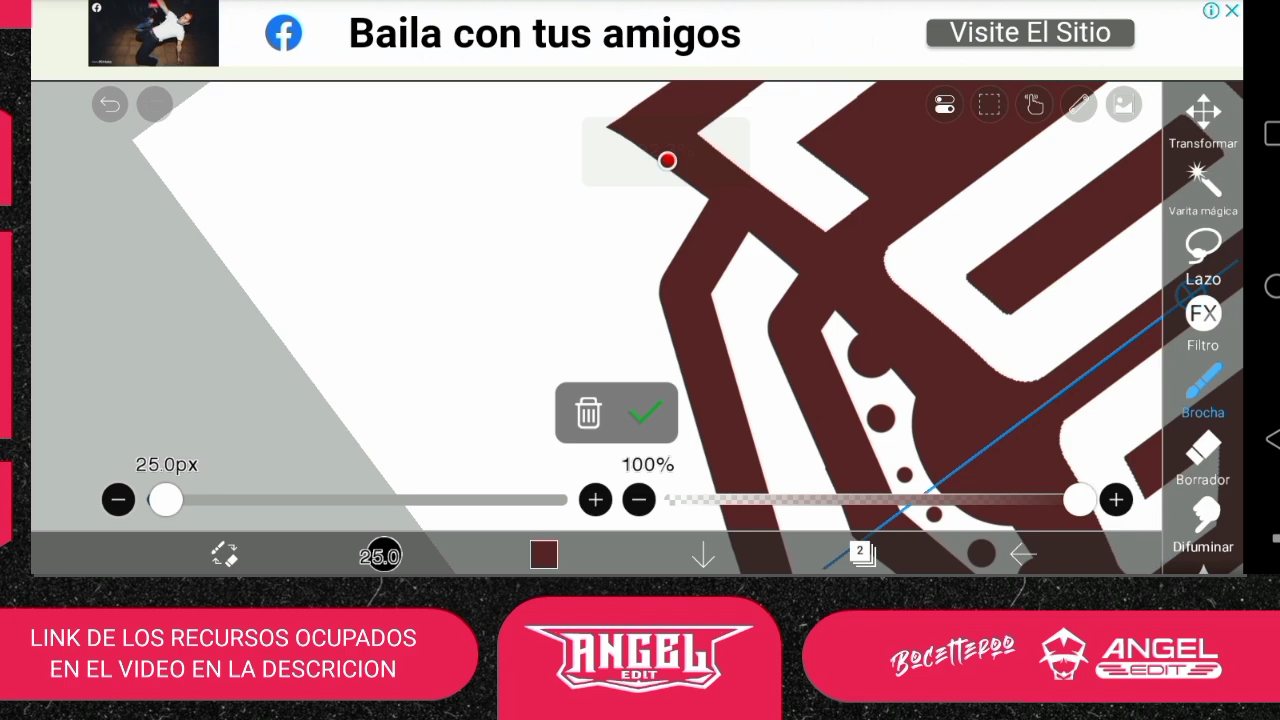 Baila con tus amigos
Visite El Sitio
Transformar
Varita mágica
Lazo
FX
Filtro
Brocha
Borrador
Difuminar
25.0px
100%
25.0
2
LINK DE LOS RECURSOS OCUPADOS
EN EL VIDEO EN LA DESCRICION
ANGEL
EDIT
BOCETTEROO
ANGEL
EDIT